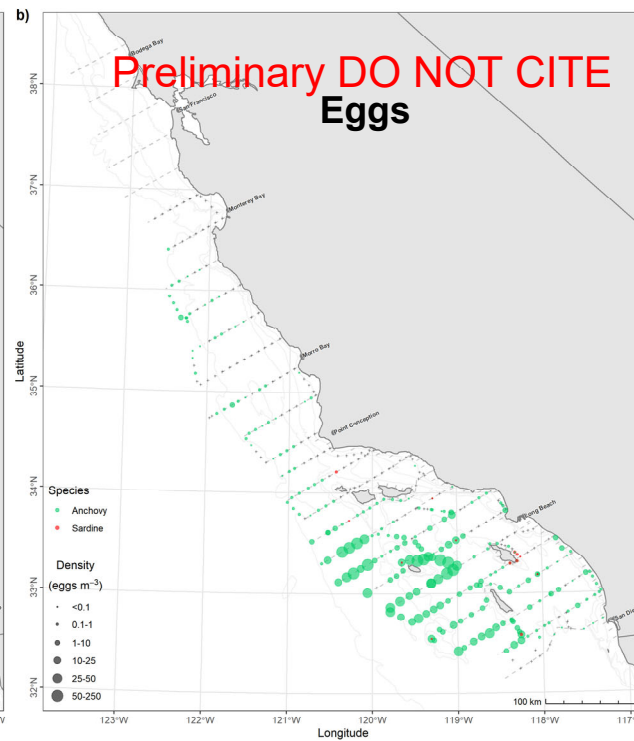 b)
Preliminary DO NOT CITE
Eggs
Bodega Bay
San Francisco
Monterey Bay
Morro Bay
Point Conception
Long Beach
San Die
38°N
37°N
36°N
35°N
34°N
33°N
32°N
Latitude
Species
Anchovy
Sardine
Density
(eggs m⁻³)
<0.1
0.1-1
1-10
10-25
25-50
50-250
100 km
W
123°W
122°W
121°W
120°W
119°W
118°W
117°
Longitude